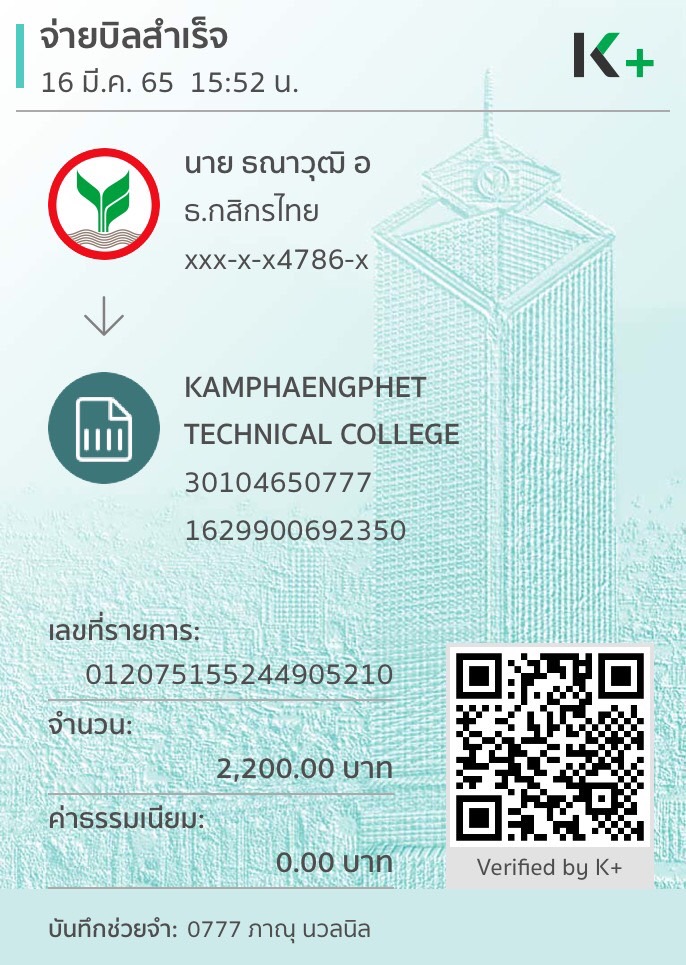 จ่ายบิลสำเร็จ
16 มี.ค. 65 15:52 น.
K+
นาย ธณาวุฒิ อ
ธ.กสิกรไทย
xxx-x-x4786-x
KAMPHAENGPHET
TECHNICAL COLLEGE
30104650777
1629900692350
เลขที่รายการ:
012075155244905210
จำนวน:
2,200.00 บาท
ค่าธรรมเนียม:
0.00 บาท
Verified by K+
บันทึกช่วยจำ: 0777 ภาณุ นวลนิล